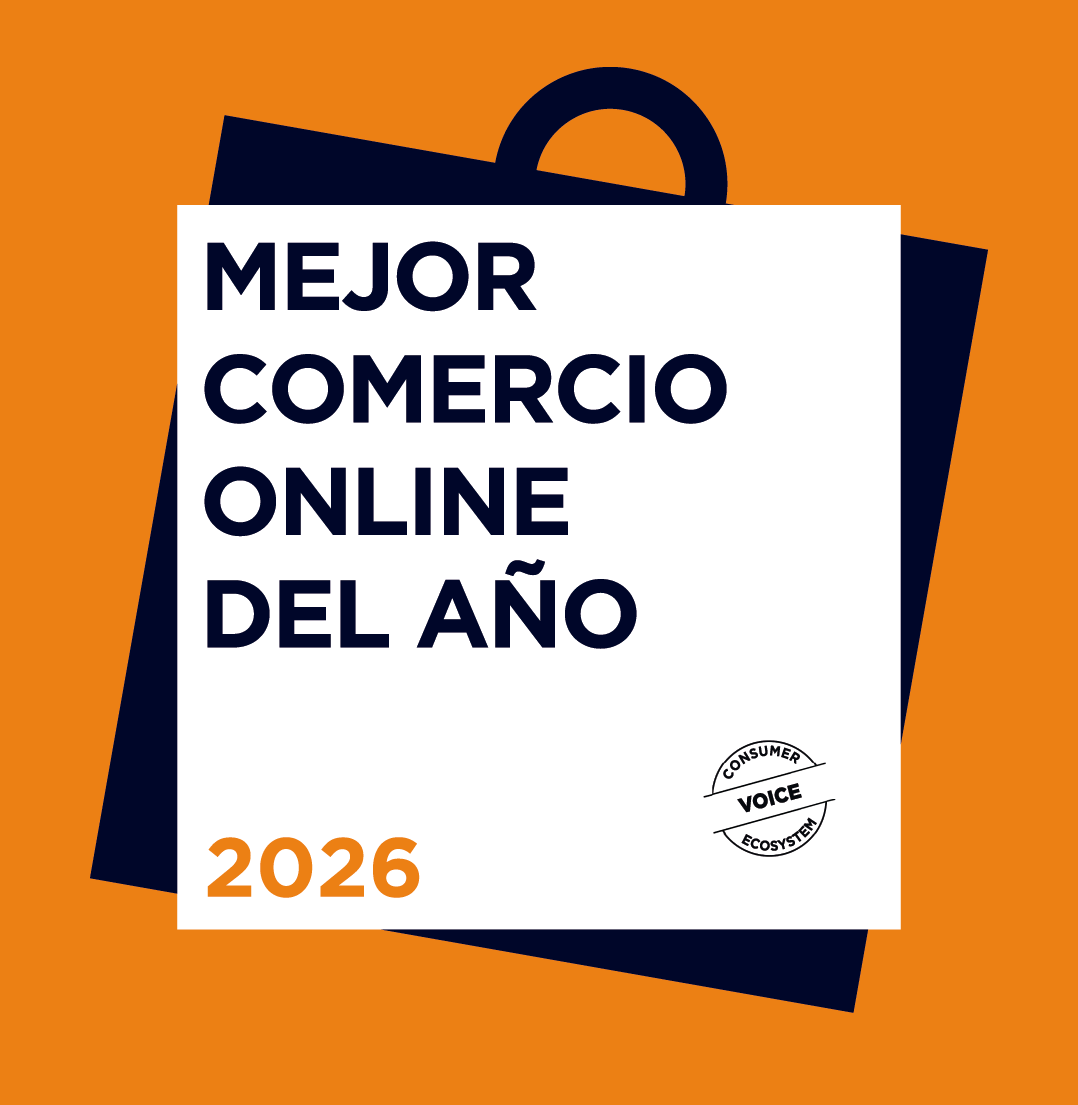 MEJOR
COMERCIO
ONLINE
DEL AÑO
CONSUMER
VOICE
ECOSYSTEM
2026